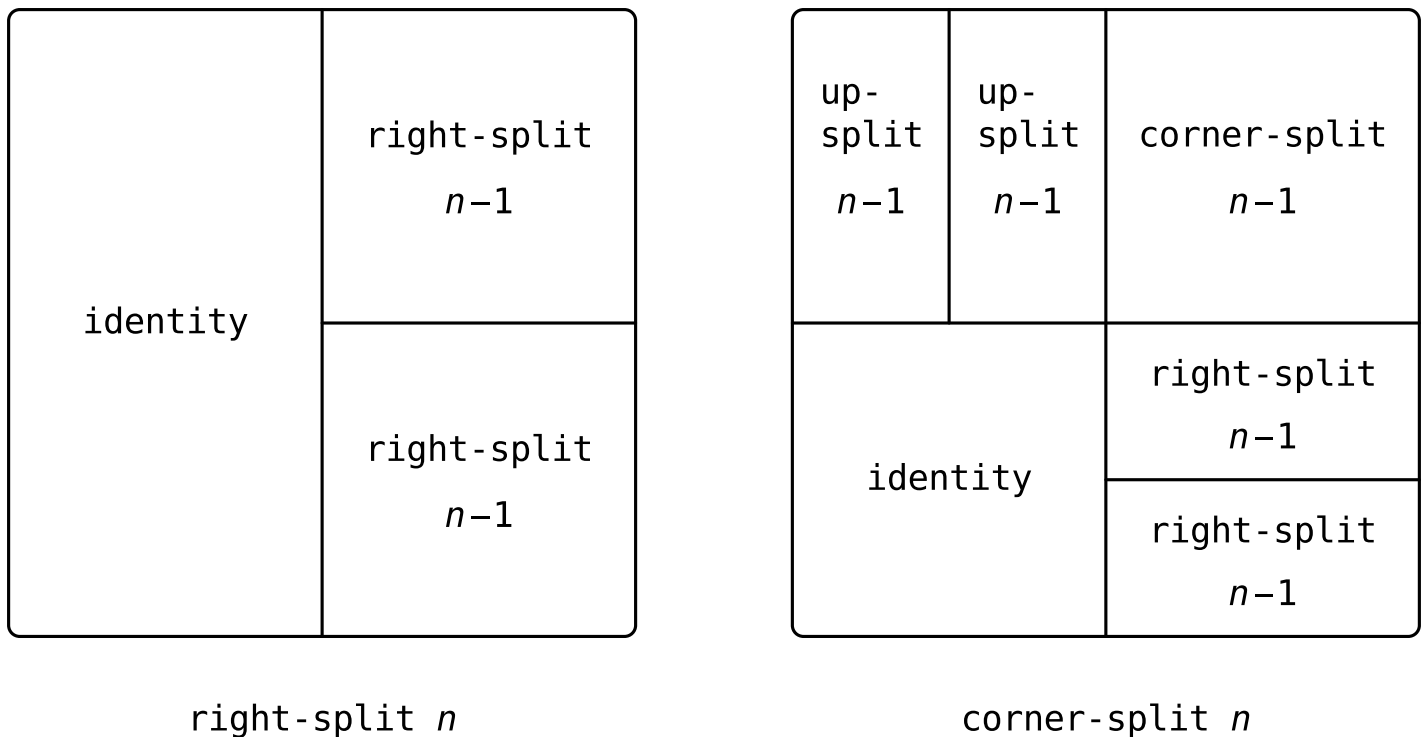 right-split
n–1
identity
right-split
n–1
right-split n
up-
split
n–1
up-
split
n–1
corner-split
n–1
identity
right-split
n–1
right-split
n–1
corner-split n